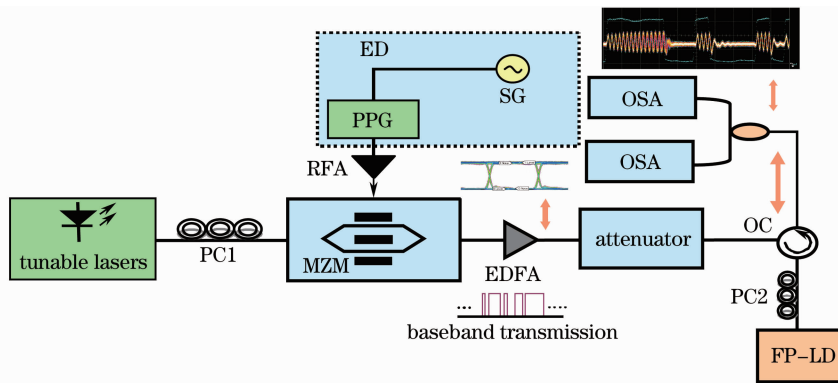 ED
SG
PPG
RFA
OSA
OSA
tunable lasers
PC1
MZM
EDFA
attenuator
OC
PC2
FP-LD
baseband transmission